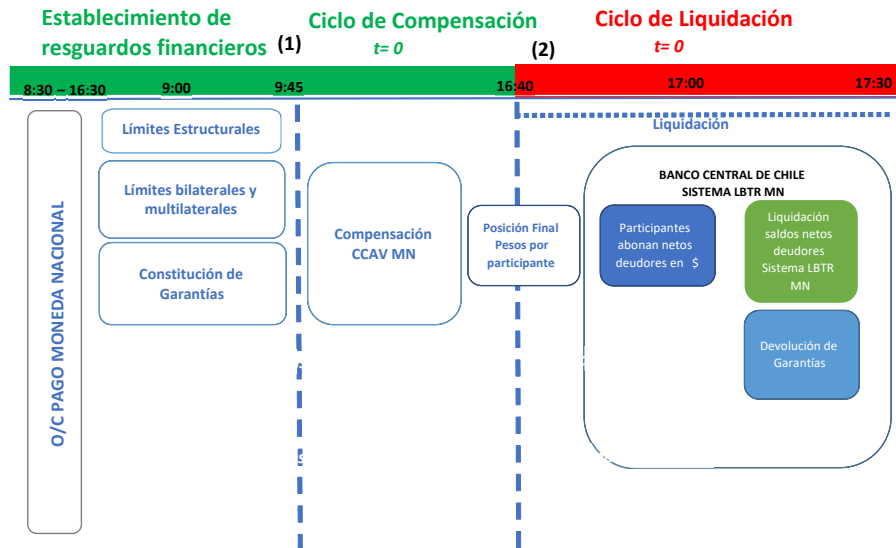 Establecimiento de
resguardos financieros
(1)
Ciclo de Compensación
t= 0
(2)
Ciclo de Liquidación
t= 0
8:30 – 16:30
9:00
9:45
16:40
17:00
17:30
O/C PAGO MONEDA NACIONAL
Límites Estructurales
Límites bilaterales y
multilaterales
Constitución de
Garantías
Compensación
CCAV MN
Posición Final
Pesos por
participante
Liquidación
BANCO CENTRAL DE CHILE
SISTEMA LBTR MN
Participantes
abonan netos
deudores en $
Liquidación
saldos netos
deudores
Sistema LBTR
MN
Devolución de
Garantías